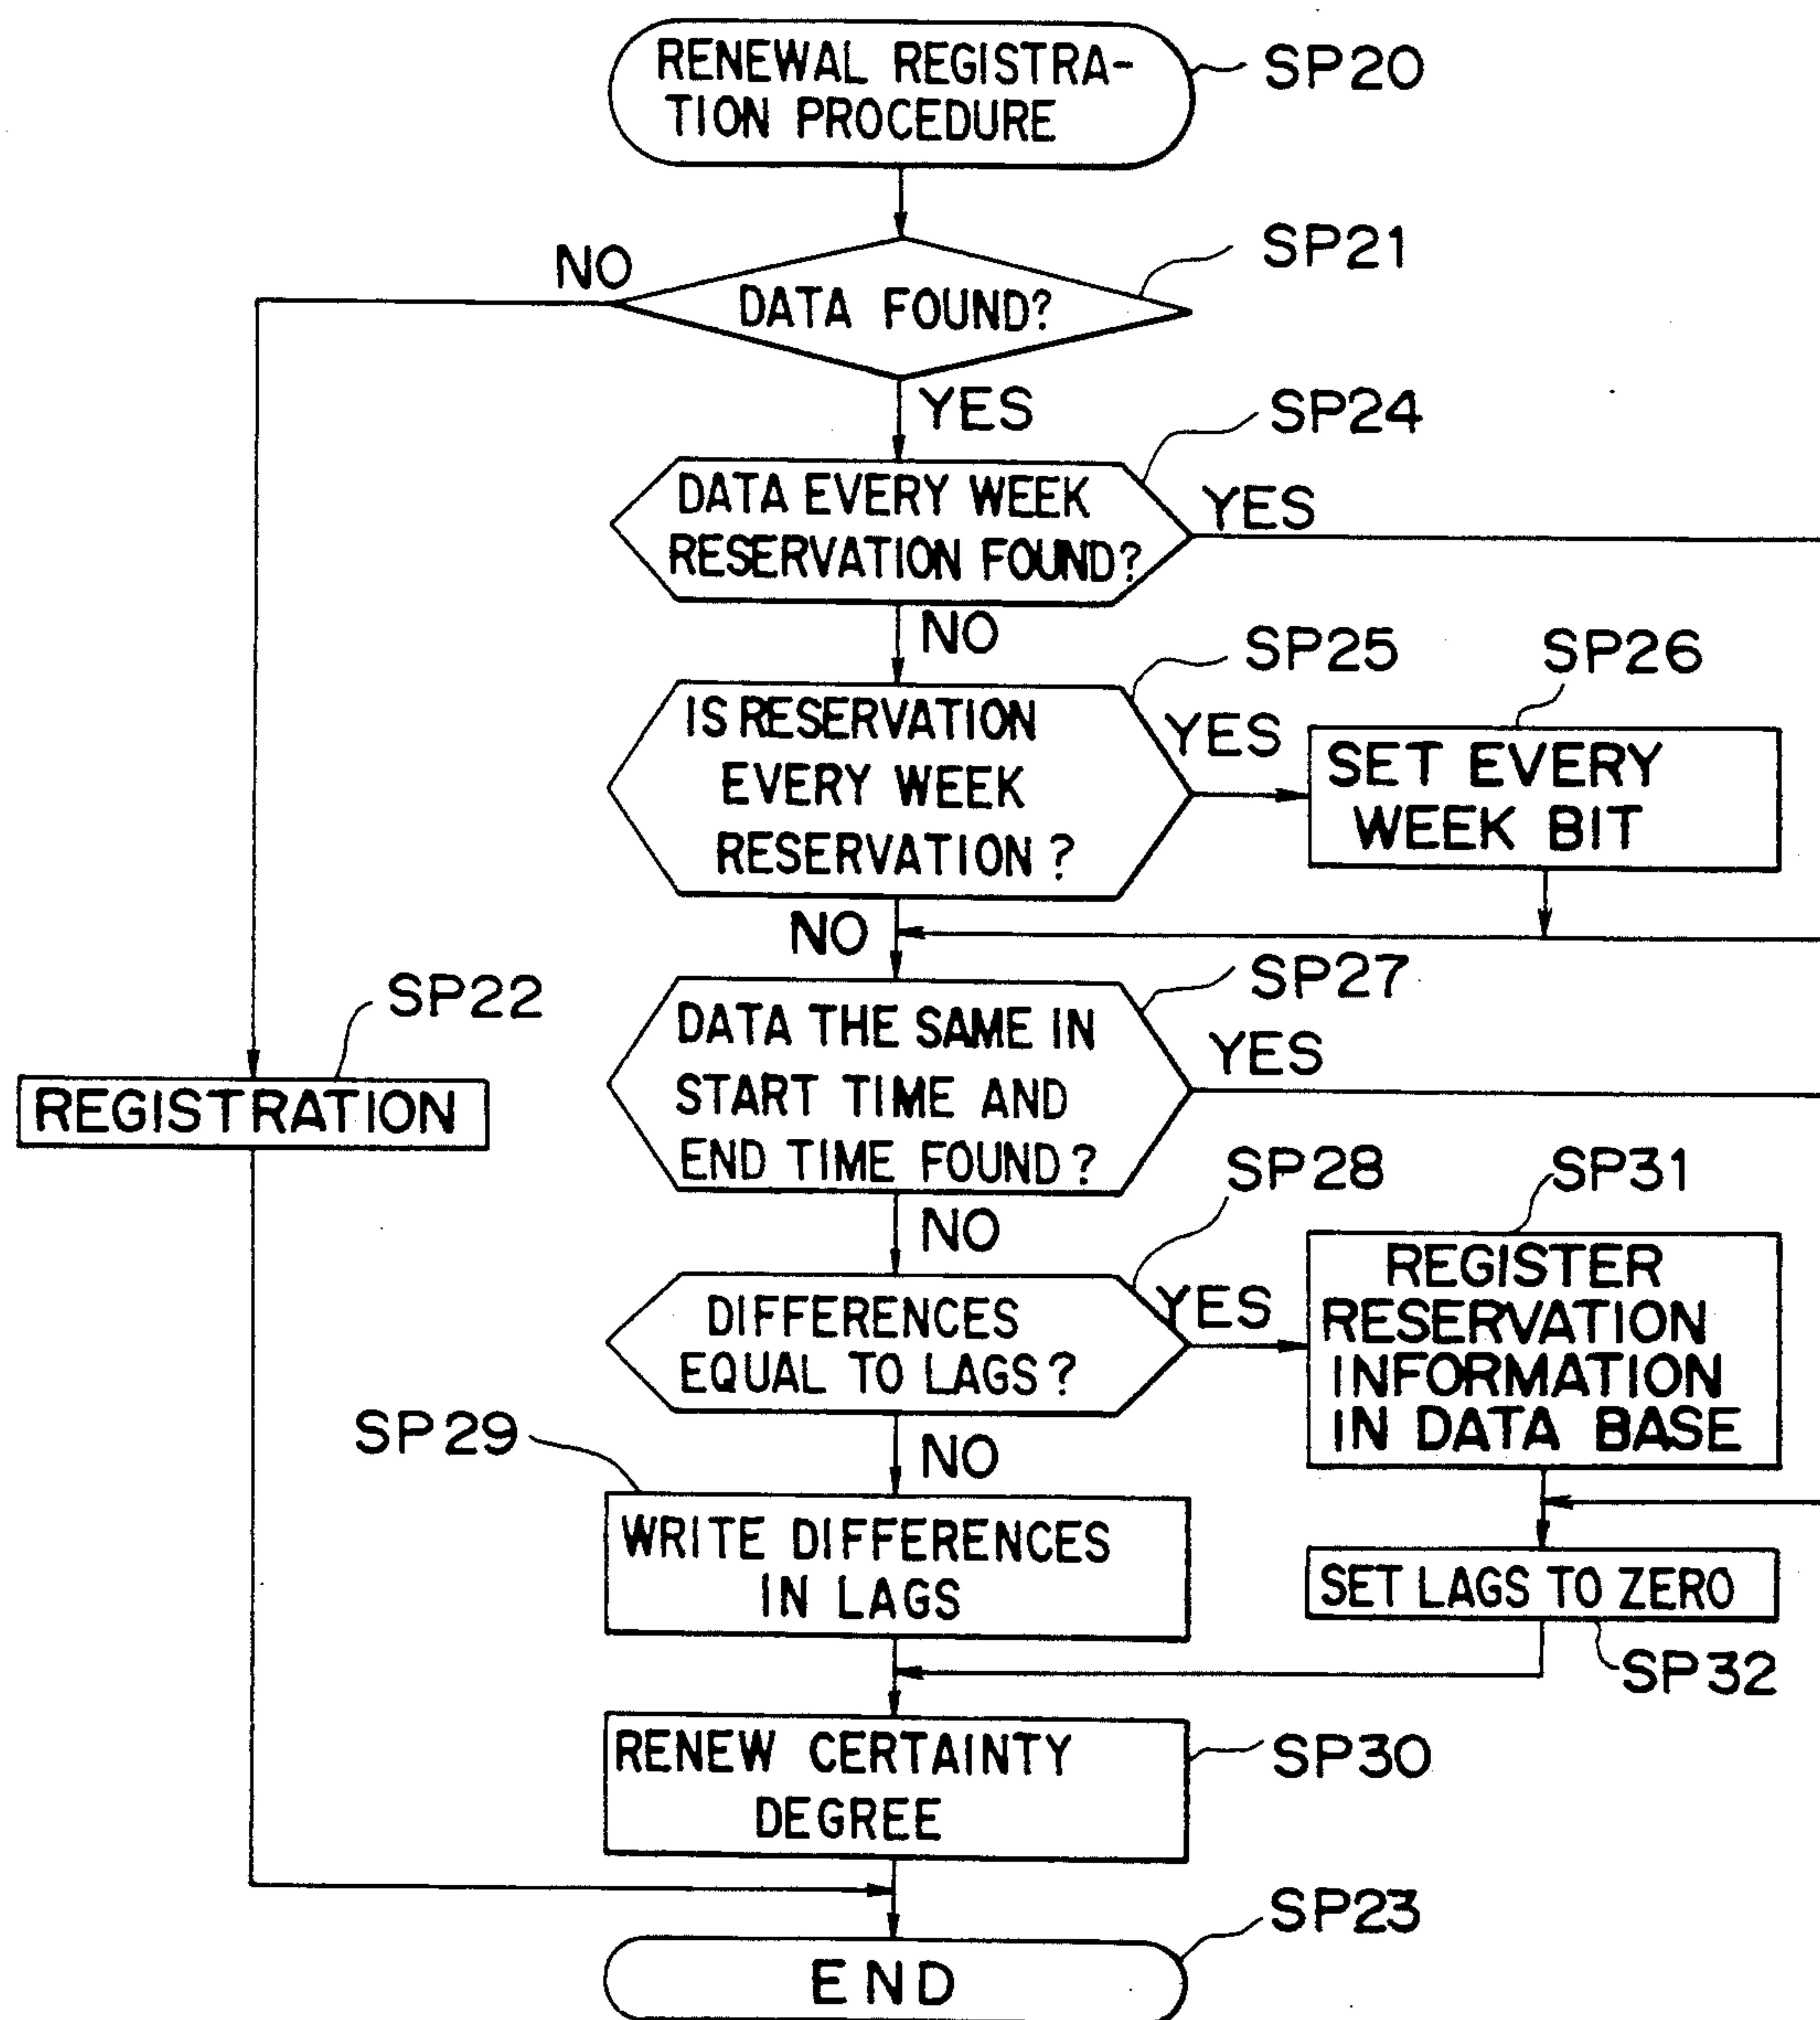 RENEWAL REGISTRA-
TION PROCEDURE
SP20
SP21
NO
DATA FOUND?
YES
SP24
DATA EVERY WEEK
RESERVATION FOUND?
YES
NO
SP25
SP26
IS RESERVATION
EVERY WEEK
RESERVATION ?
YES
SET EVERY
WEEK BIT
NO
SP27
SP22
DATA THE SAME IN
START TIME AND
END TIME FOUND ?
YES
REGISTRATION
SP28
SP31
NO
DIFFERENCES
EQUAL TO LAGS ?
YES
REGISTER
RESERVATION
INFORMATION
IN DATA BASE
SP29
NO
WRITE DIFFERENCES
IN LAGS
SET LAGS TO ZERO
SP32
RENEW CERTAINTY
DEGREE
SP30
SP23
END